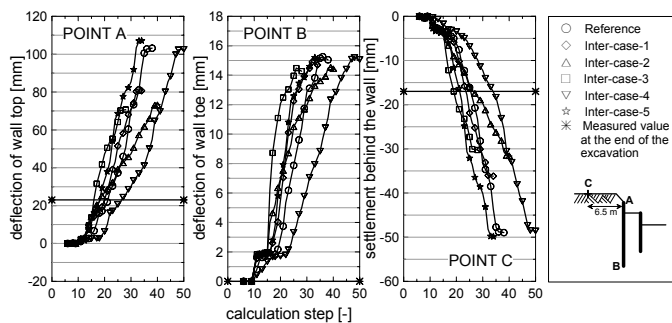 deflection of wall top [mm]
120
100
80
60
40
20
0
-20
0 10 20 30 40 50
POINT A
deflection of wall toe [mm]
18
16
14
12
10
8
6
4
2
0
0 10 20 30 40 50
POINT B
calculation step [-]
settlement behind the wall [mm]
0
-10
-20
-30
-40
-50
-60
0 10 20 30 40 50
POINT C
Reference
Inter-case-1
Inter-case-2
Inter-case-3
Inter-case-4
Inter-case-5
Measured value
at the end of the
excavation
C
A
6.5 m
B